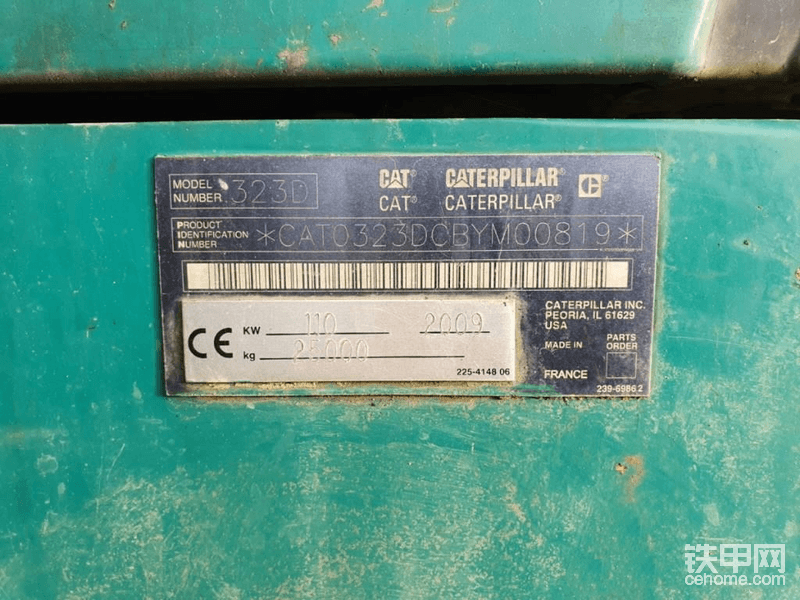 MODEL NUMBER 323D
CAT® CATERPILLAR® C®
CAT® CATERPILLAR®
PRODUCT IDENTIFICATION NUMBER *CAT0323DCBYM00819*
CATERPILLAR INC.
PEORIA, IL 61629
USA
MADE IN FRANCE
PARTS ORDER
239-5986 2
CE
KW 110 2009
kg 25000
225-4148 06
铁甲网
cehome.com